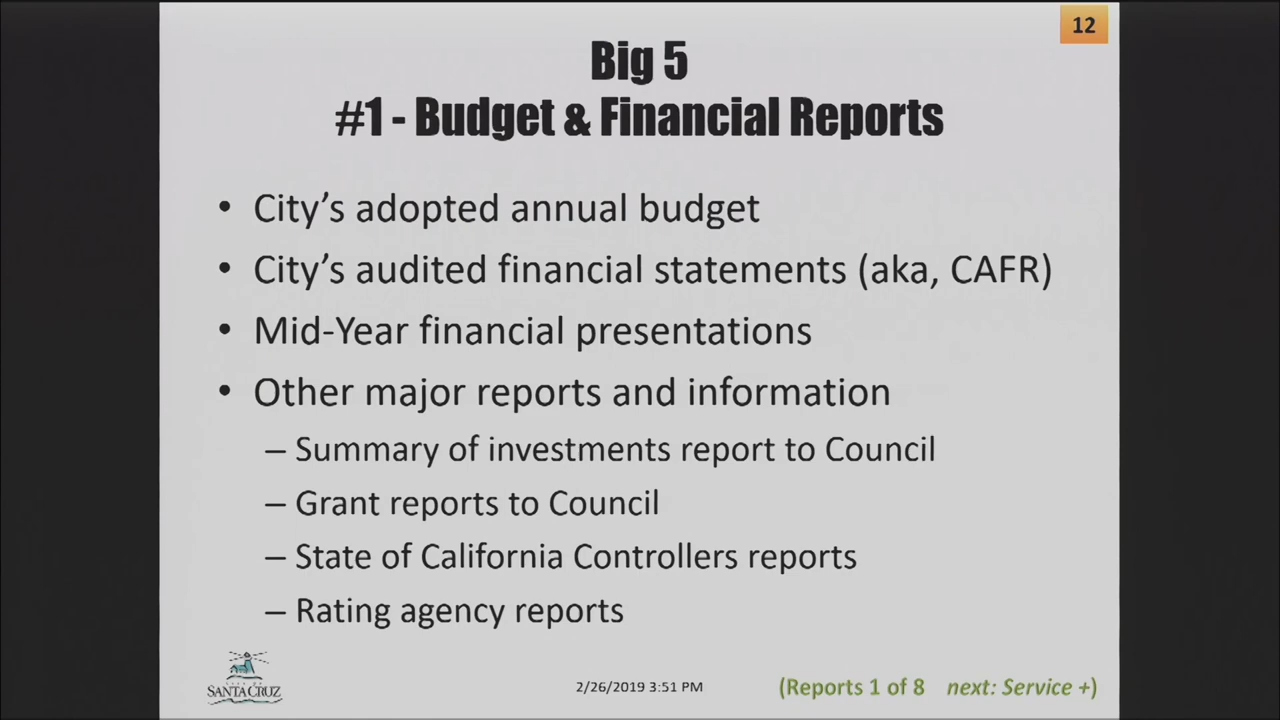 12
Big 5
#1 - Budget & Financial Reports
• City's adopted annual budget
• City's audited financial statements (aka, CAFR)
• Mid-Year financial presentations
• Other major reports and information
– Summary of investments report to Council
– Grant reports to Council
– State of California Controllers reports
– Rating agency reports
SANTA CRUZ
2/26/2019 3:51 PM
(Reports 1 of 8 next: Service +)